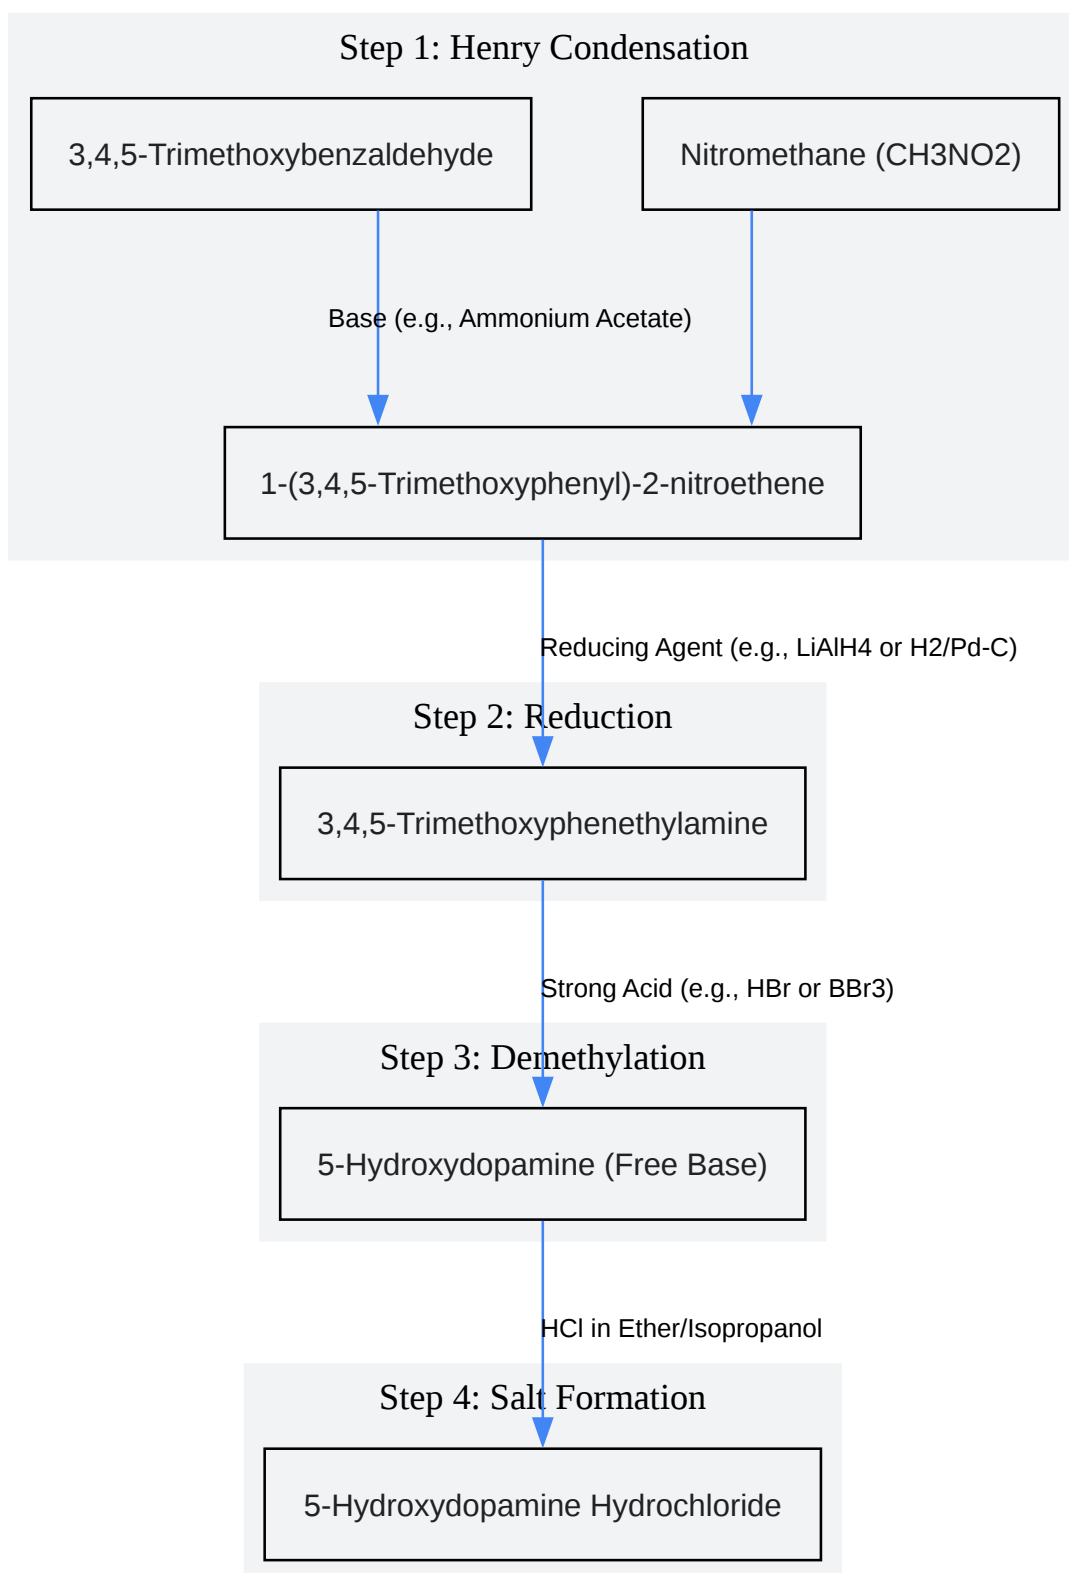 Step 1: Henry Condensation
3,4,5-Trimethoxybenzaldehyde
Nitromethane (CH3NO2)
Base (e.g., Ammonium Acetate)
1-(3,4,5-Trimethoxyphenyl)-2-nitroethene
Reducing Agent (e.g., LiAlH4 or H2/Pd-C)
Step 2: Reduction
3,4,5-Trimethoxyphenethylamine
Strong Acid (e.g., HBr or BBr3)
Step 3: Demethylation
5-Hydroxydopamine (Free Base)
HCl in Ether/Isopropanol
Step 4: Salt Formation
5-Hydroxydopamine Hydrochloride